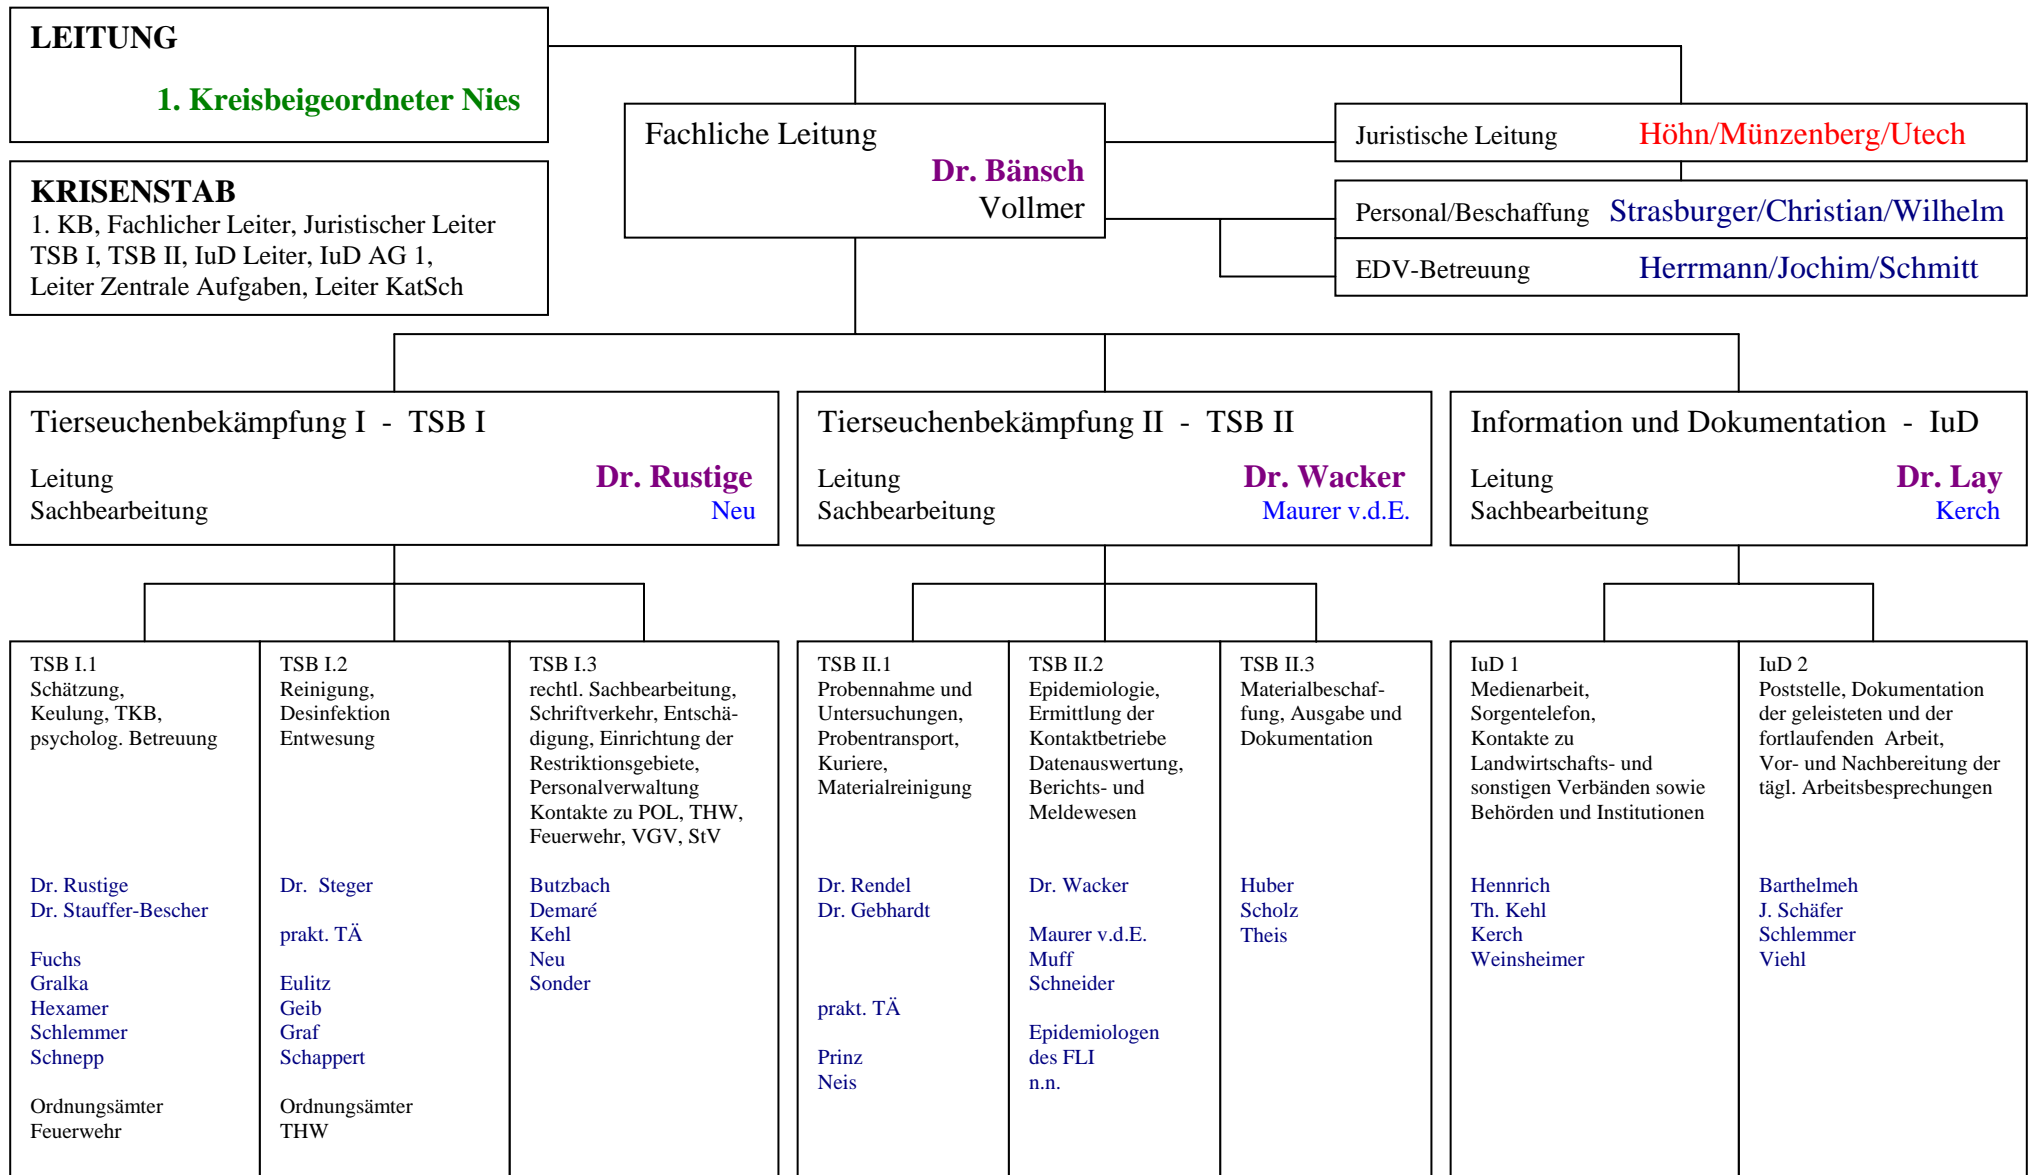 LEITUNG
1. Kreisbeigeordneter Nies
KRISENSTAB
1. KB, Fachlicher Leiter, Juristischer Leiter
TSB I, TSB II, IuD Leiter, IuD AG 1,
Leiter Zentrale Aufgaben, Leiter KatSch
Fachliche Leitung
Dr. Bänsch
Vollmer
Juristische Leitung Höhn/Münzenberg/Utech
Personal/Beschaffung Strasburger/Christian/Wilhelm
EDV-Betreuung Herrmann/Jochim/Schmitt
Tierseuchenbekämpfung I - TSB I
Leitung Dr. Rustige
Sachbearbeitung Neu
Tierseuchenbekämpfung II - TSB II
Leitung Dr. Wacker
Sachbearbeitung Maurer v.d.E.
Information und Dokumentation - IuD
Leitung Dr. Lay
Sachbearbeitung Kerch
TSB I.1
Schätzung,
Keulung, TKB,
psycholog. Betreuung
Dr. Rustige
Dr. Stauffer-Bescher
Fuchs
Gralka
Hexamer
Schlemmer
Schnepp
Ordnungsämter
Feuerwehr
TSB I.2
Reinigung,
Desinfektion
Entwesung
Dr. Steger
prakt. TÄ
Eulitz
Geib
Graf
Schappert
Ordnungsämter
THW
TSB I.3
rechtl. Sachbearbeitung,
Schriftverkehr, Entschä-
digung, Einrichtung der
Restriktionsgebiete,
Personalverwaltung
Kontakte zu POL, THW,
Feuerwehr, VGV, StV
Butzbach
Demaré
Kehl
Neu
Sonder
TSB II.1
Probennahme und
Untersuchungen,
Probentransport,
Kuriere,
Materialreinigung
Dr. Rendel
Dr. Gebhardt
prakt. TÄ
Prinz
Neis
TSB II.2
Epidemiologie,
Ermittlung der
Kontaktbetriebe
Datenauswertung,
Berichts- und
Meldewesen
Dr. Wacker
Maurer v.d.E.
Muff
Schneider
Epidemiologen
des FLI
n.n.
TSB II.3
Materialbeschaf-
fung, Ausgabe und
Dokumentation
Huber
Scholz
Theis
IuD 1
Medienarbeit,
Sorgentelefon,
Kontakte zu
Landwirtschafts- und
sonstigen Verbänden sowie
Behörden und Institutionen
Hennrich
Th. Kehl
Kerch
Weinsheimer
IuD 2
Poststelle, Dokumentation
der geleisteten und der
fortlaufenden Arbeit,
Vor- und Nachbereitung der
tägl. Arbeitsbesprechungen
Barthelmeh
J. Schäfer
Schlemmer
Viehl